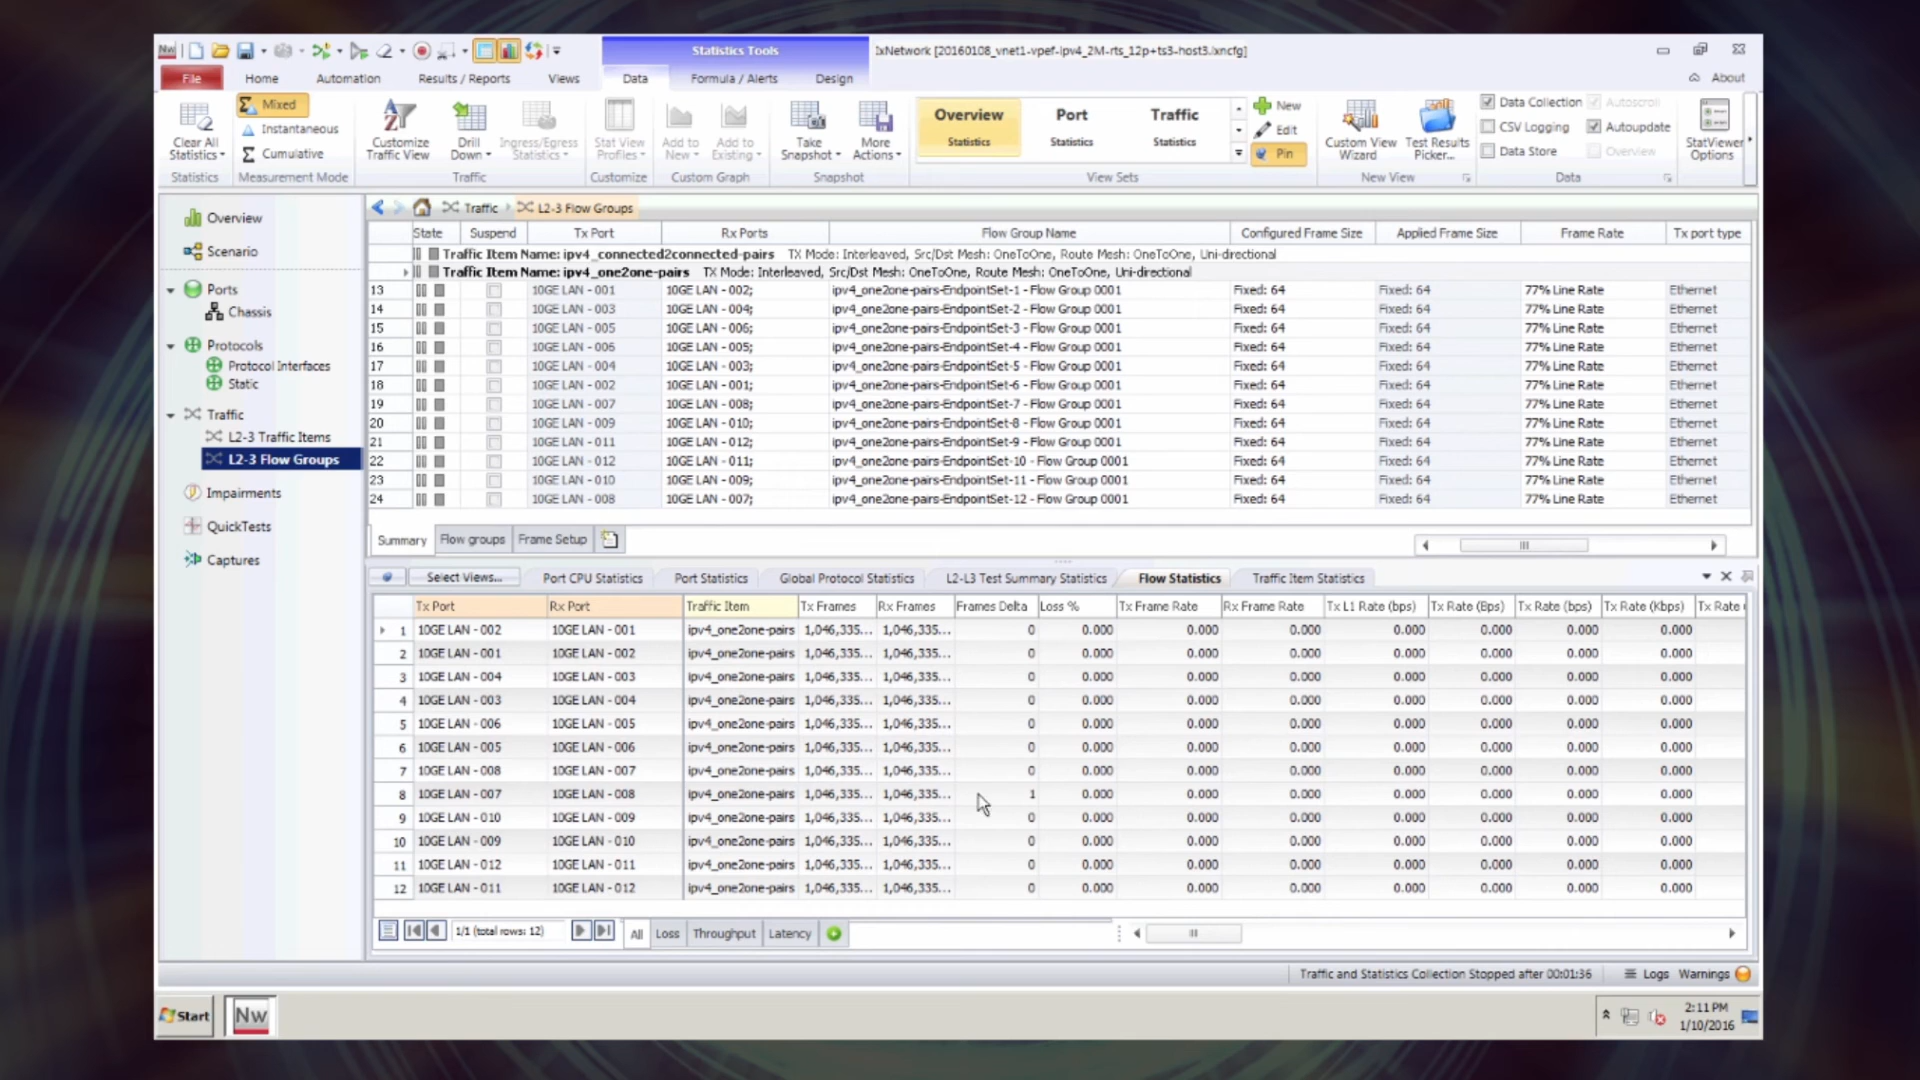 Nw
Statistics Tools
IxNetwork [20160108_vnet1-vpef-ipv4_2M-rts_12p+ts3-host3.ixncfg]
File Home Automation Results / Reports Views Data Formula / Alerts Design About
Clear All Statistics
Mixed
Instantaneous
Cumulative
Customize Traffic View
Drill Down
Ingress/Egress Statistics
Stat View Profiles
Add to New
Add to Existing
Take Snapshot
More Actions
Overview Statistics
Port Statistics
Traffic Statistics
New
Edit
Pin
Custom View Wizard
Test Results Picker...
Data Collection Autoscroll
CSV Logging Autoupdate
Data Store Overview
StatViewer Options
Statistics Measurement Mode Traffic Customize Custom Graph Snapshot View Sets New View Data
Overview
Scenario
Ports
Chassis
Protocols
Protocol Interfaces
Static
Traffic
L2-3 Traffic Items
L2-3 Flow Groups
Impairments
QuickTests
Captures
Traffic L2-3 Flow Groups
State Suspend Tx Port Rx Ports Flow Group Name Configured Frame Size Applied Frame Size Frame Rate Tx port type
Traffic Item Name: ipv4_connected2connected-pairs TX Mode: Interleaved, Src/Dst Mesh: OneToOne, Route Mesh: OneToOne, Uni-directional
Traffic Item Name: ipv4_one2one-pairs TX Mode: Interleaved, Src/Dst Mesh: OneToOne, Route Mesh: OneToOne, Uni-directional
13 10GE LAN - 001 10GE LAN - 002; ipv4_one2one-pairs-EndpointSet-1 - Flow Group 0001 Fixed: 64 Fixed: 64 77% Line Rate Ethernet
14 10GE LAN - 003 10GE LAN - 004; ipv4_one2one-pairs-EndpointSet-2 - Flow Group 0001 Fixed: 64 Fixed: 64 77% Line Rate Ethernet
15 10GE LAN - 005 10GE LAN - 006; ipv4_one2one-pairs-EndpointSet-3 - Flow Group 0001 Fixed: 64 Fixed: 64 77% Line Rate Ethernet
16 10GE LAN - 006 10GE LAN - 005; ipv4_one2one-pairs-EndpointSet-4 - Flow Group 0001 Fixed: 64 Fixed: 64 77% Line Rate Ethernet
17 10GE LAN - 004 10GE LAN - 003; ipv4_one2one-pairs-EndpointSet-5 - Flow Group 0001 Fixed: 64 Fixed: 64 77% Line Rate Ethernet
18 10GE LAN - 002 10GE LAN - 001; ipv4_one2one-pairs-EndpointSet-6 - Flow Group 0001 Fixed: 64 Fixed: 64 77% Line Rate Ethernet
19 10GE LAN - 007 10GE LAN - 008; ipv4_one2one-pairs-EndpointSet-7 - Flow Group 0001 Fixed: 64 Fixed: 64 77% Line Rate Ethernet
20 10GE LAN - 009 10GE LAN - 010; ipv4_one2one-pairs-EndpointSet-8 - Flow Group 0001 Fixed: 64 Fixed: 64 77% Line Rate Ethernet
21 10GE LAN - 011 10GE LAN - 012; ipv4_one2one-pairs-EndpointSet-9 - Flow Group 0001 Fixed: 64 Fixed: 64 77% Line Rate Ethernet
22 10GE LAN - 012 10GE LAN - 011; ipv4_one2one-pairs-EndpointSet-10 - Flow Group 0001 Fixed: 64 Fixed: 64 77% Line Rate Ethernet
23 10GE LAN - 010 10GE LAN - 009; ipv4_one2one-pairs-EndpointSet-11 - Flow Group 0001 Fixed: 64 Fixed: 64 77% Line Rate Ethernet
24 10GE LAN - 008 10GE LAN - 007; ipv4_one2one-pairs-EndpointSet-12 - Flow Group 0001 Fixed: 64 Fixed: 64 77% Line Rate Ethernet
Summary Flow groups Frame Setup
Select Views... Port CPU Statistics Port Statistics Global Protocol Statistics L2-L3 Test Summary Statistics Flow Statistics Traffic Item Statistics
Tx Port Rx Port Traffic Item Tx Frames Rx Frames Frames Delta Loss % Tx Frame Rate Rx Frame Rate Tx L1 Rate (bps) Tx Rate (Bps) Tx Rate (bps) Tx Rate (Kbps) Tx Rate (
1 10GE LAN - 002 10GE LAN - 001 ipv4_one2one-pairs 1,046,335... 1,046,335... 0 0.000 0.000 0.000 0.000 0.000 0.000 0.000
2 10GE LAN - 001 10GE LAN - 002 ipv4_one2one-pairs 1,046,335... 1,046,335... 0 0.000 0.000 0.000 0.000 0.000 0.000 0.000
3 10GE LAN - 004 10GE LAN - 003 ipv4_one2one-pairs 1,046,335... 1,046,335... 0 0.000 0.000 0.000 0.000 0.000 0.000 0.000
4 10GE LAN - 003 10GE LAN - 004 ipv4_one2one-pairs 1,046,335... 1,046,335... 0 0.000 0.000 0.000 0.000 0.000 0.000 0.000
5 10GE LAN - 006 10GE LAN - 005 ipv4_one2one-pairs 1,046,335... 1,046,335... 0 0.000 0.000 0.000 0.000 0.000 0.000 0.000
6 10GE LAN - 005 10GE LAN - 006 ipv4_one2one-pairs 1,046,335... 1,046,335... 0 0.000 0.000 0.000 0.000 0.000 0.000 0.000
7 10GE LAN - 008 10GE LAN - 007 ipv4_one2one-pairs 1,046,335... 1,046,335... 0 0.000 0.000 0.000 0.000 0.000 0.000 0.000
8 10GE LAN - 007 10GE LAN - 008 ipv4_one2one-pairs 1,046,335... 1,046,335... 1 0.000 0.000 0.000 0.000 0.000 0.000 0.000
9 10GE LAN - 010 10GE LAN - 009 ipv4_one2one-pairs 1,046,335... 1,046,335... 0 0.000 0.000 0.000 0.000 0.000 0.000 0.000
10 10GE LAN - 009 10GE LAN - 010 ipv4_one2one-pairs 1,046,335... 1,046,335... 0 0.000 0.000 0.000 0.000 0.000 0.000 0.000
11 10GE LAN - 012 10GE LAN - 011 ipv4_one2one-pairs 1,046,335... 1,046,335... 0 0.000 0.000 0.000 0.000 0.000 0.000 0.000
12 10GE LAN - 011 10GE LAN - 012 ipv4_one2one-pairs 1,046,335... 1,046,335... 0 0.000 0.000 0.000 0.000 0.000 0.000 0.000
1/1 (total rows: 12) All Loss Throughput Latency
Traffic and Statistics Collection Stopped after 00:01:36 Logs Warnings
Start Nw 2:11 PM
1/10/2016